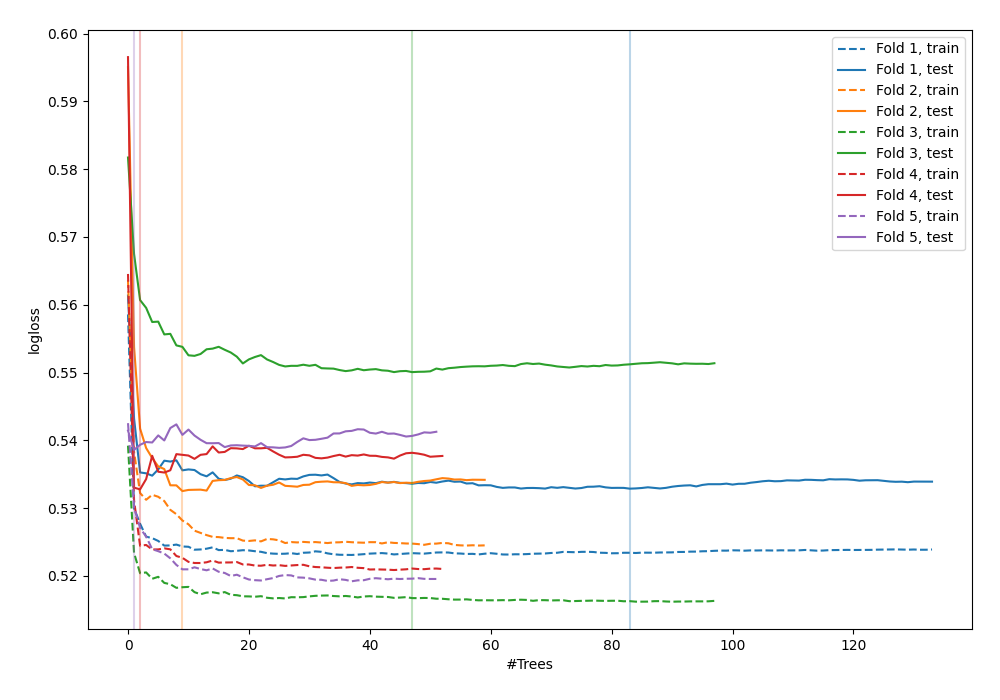 0.60
0.59
0.58
0.57
0.56
0.55
0.54
0.53
0.52
logloss
0 20 40 60 80 100 120
#Trees
Fold 1, train
Fold 1, test
Fold 2, train
Fold 2, test
Fold 3, train
Fold 3, test
Fold 4, train
Fold 4, test
Fold 5, train
Fold 5, test